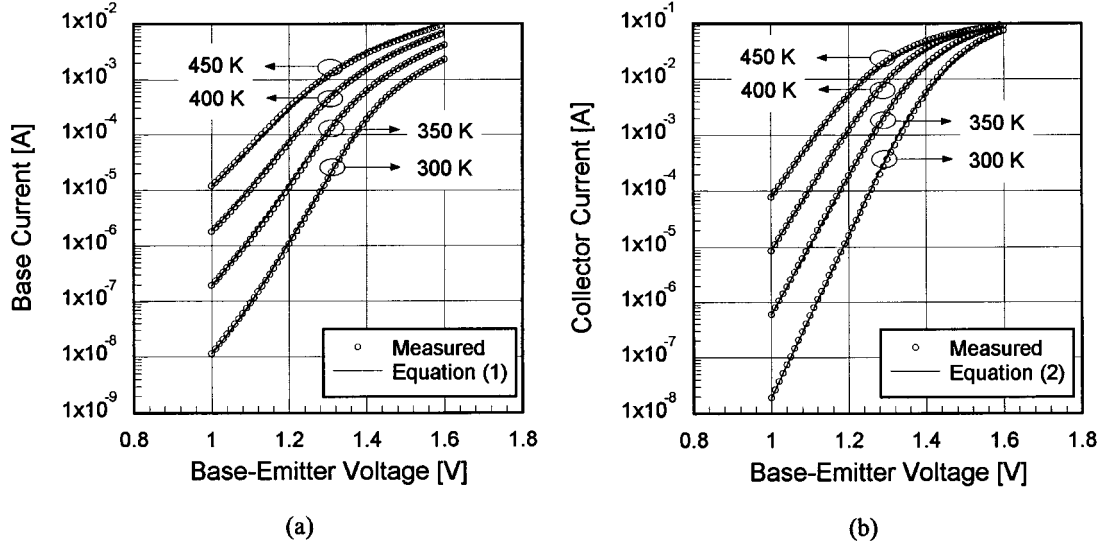 Base Current [A]
1x10⁻²
1x10⁻³
1x10⁻⁴
1x10⁻⁵
1x10⁻⁶
1x10⁻⁷
1x10⁻⁸
1x10⁻⁹
450 K
400 K
350 K
300 K
Measured
Equation (1)
0.8 1 1.2 1.4 1.6 1.8
Base-Emitter Voltage [V]
(a)
Collector Current [A]
1x10⁻¹
1x10⁻²
1x10⁻³
1x10⁻⁴
1x10⁻⁵
1x10⁻⁶
1x10⁻⁷
1x10⁻⁸
450 K
400 K
350 K
300 K
Measured
Equation (2)
0.8 1 1.2 1.4 1.6 1.8
Base-Emitter Voltage [V]
(b)